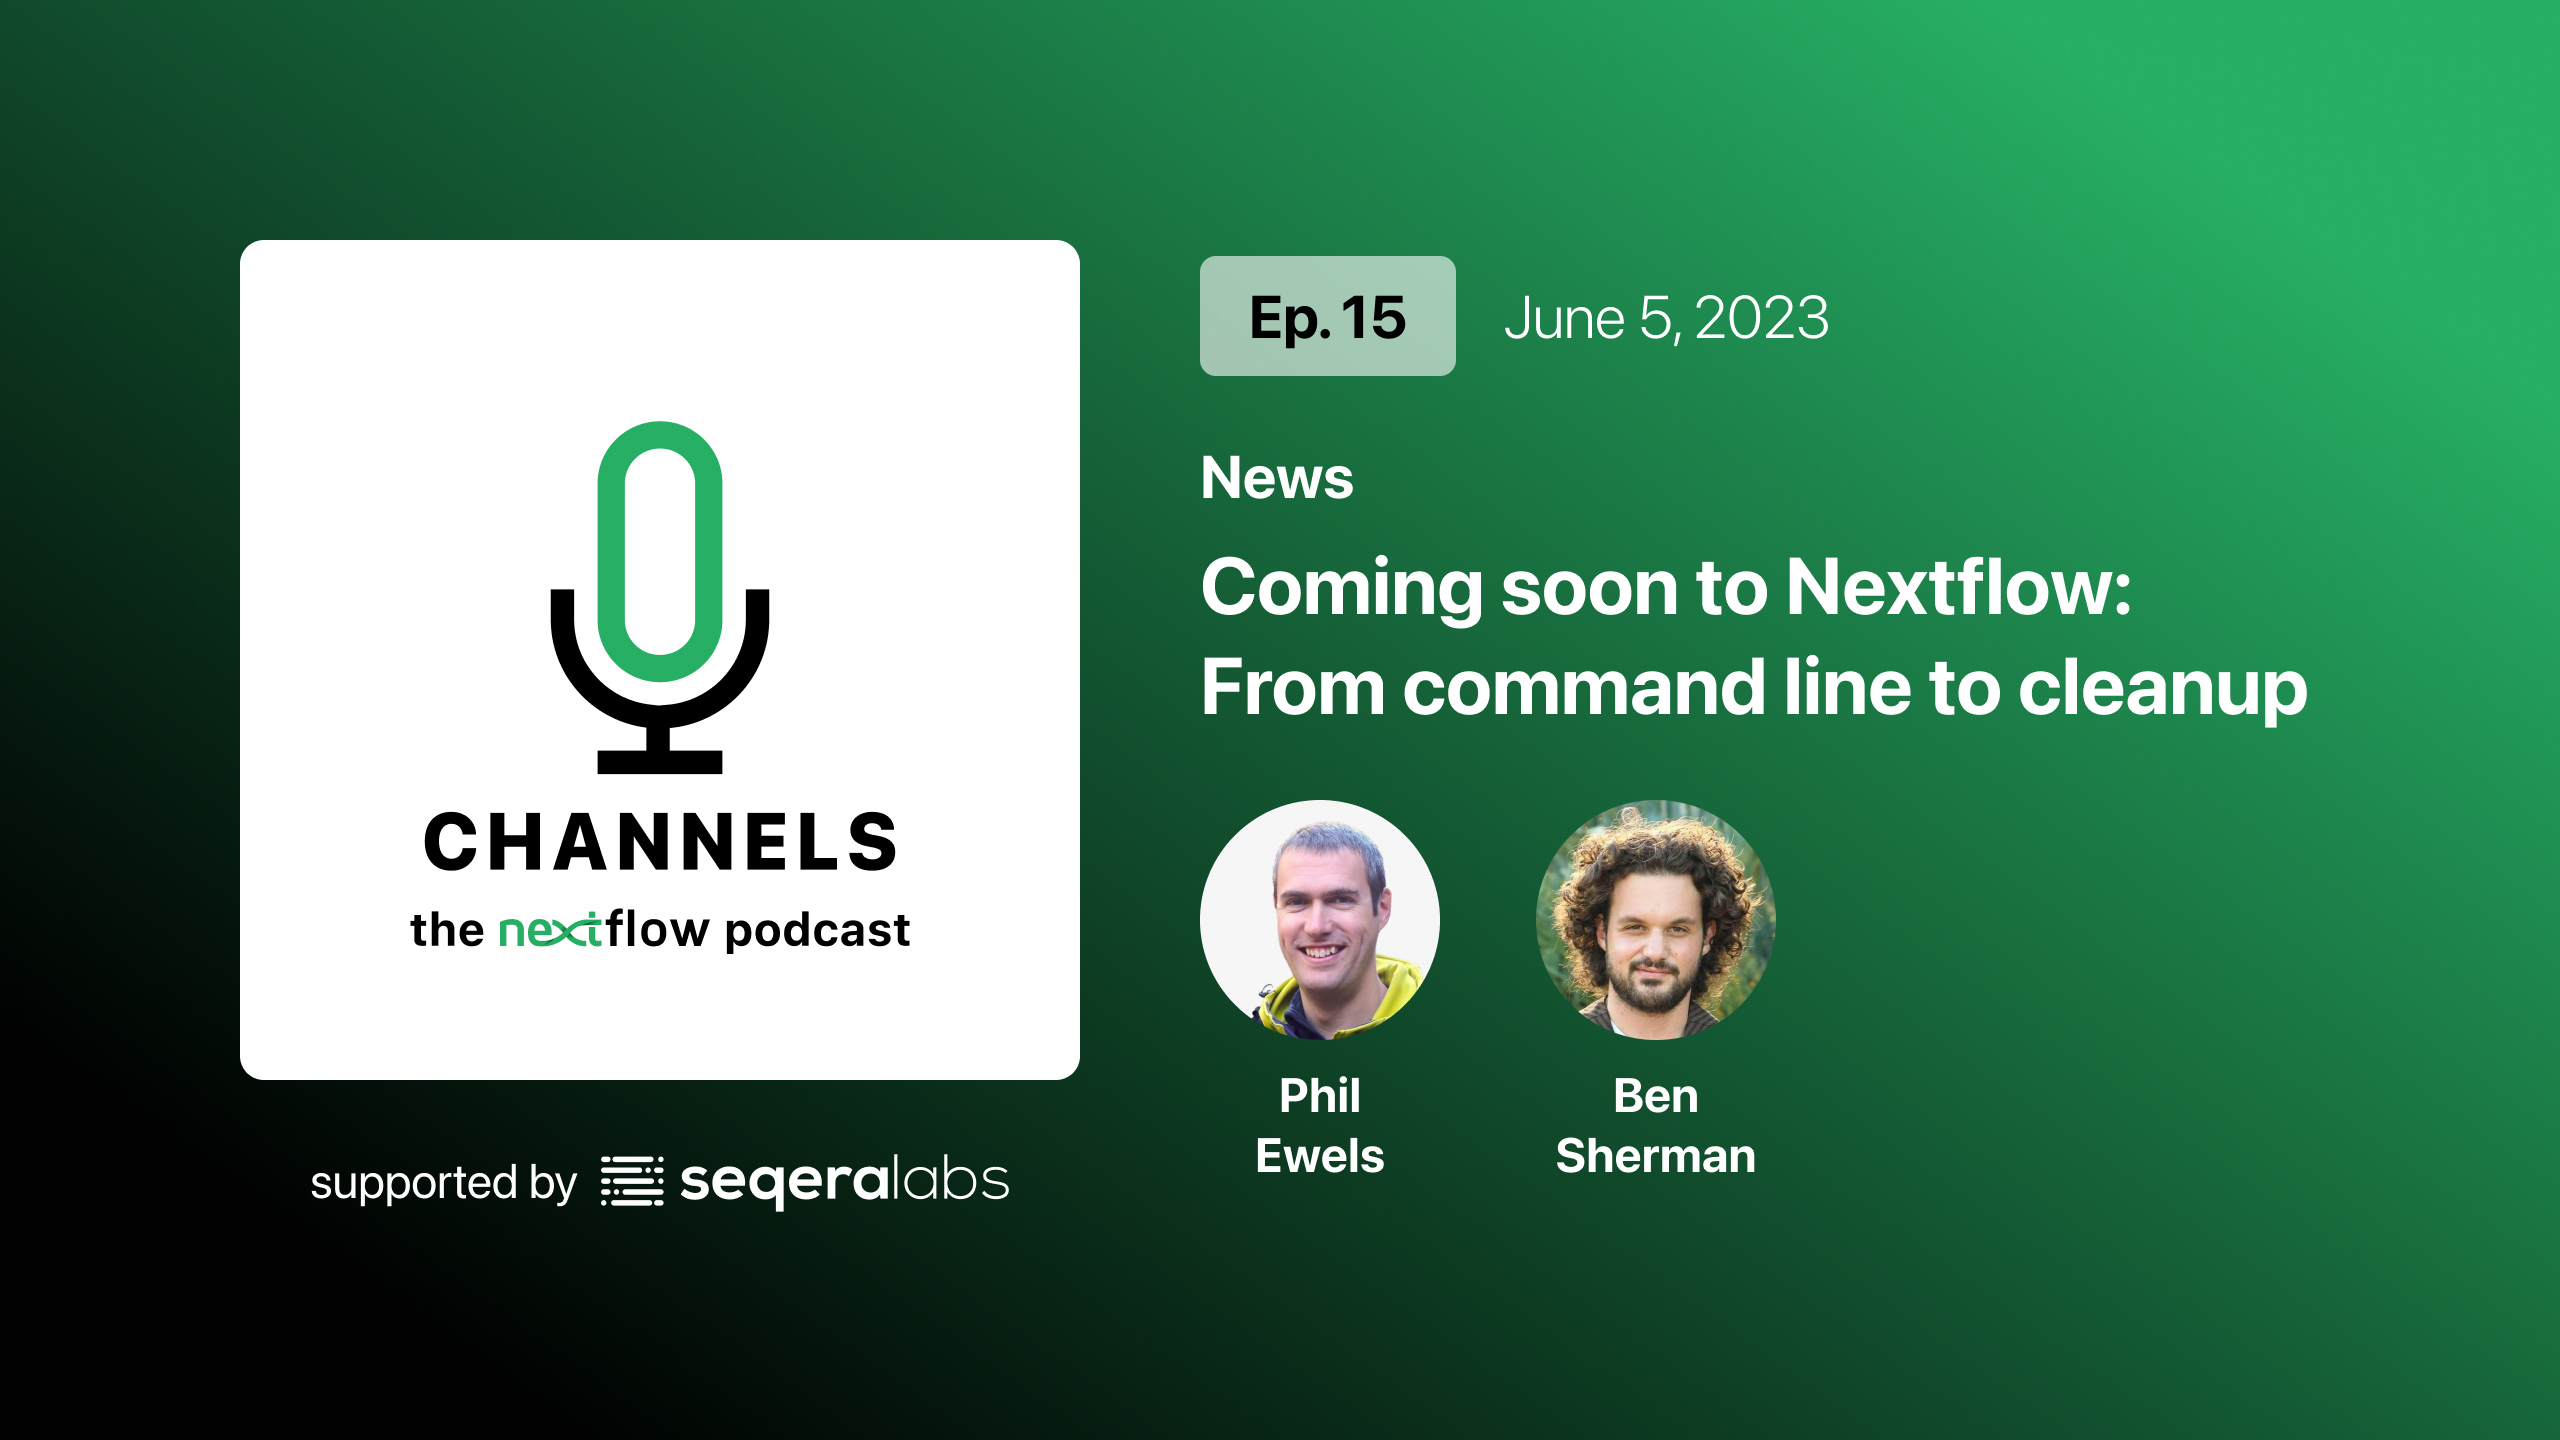 CHANNELS
the nextflow podcast
supported by seqeralabs
Ep. 15 June 5, 2023
News
Coming soon to Nextflow:
From command line to cleanup
Phil
Ewels
Ben
Sherman